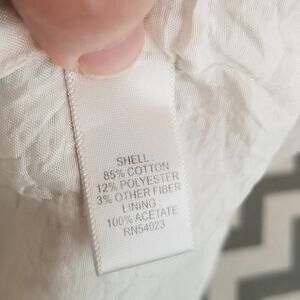 SHELL
85% COTTON
12% POLYESTER
3% OTHER FIBER
LINING :
100% ACETATE
RN54023